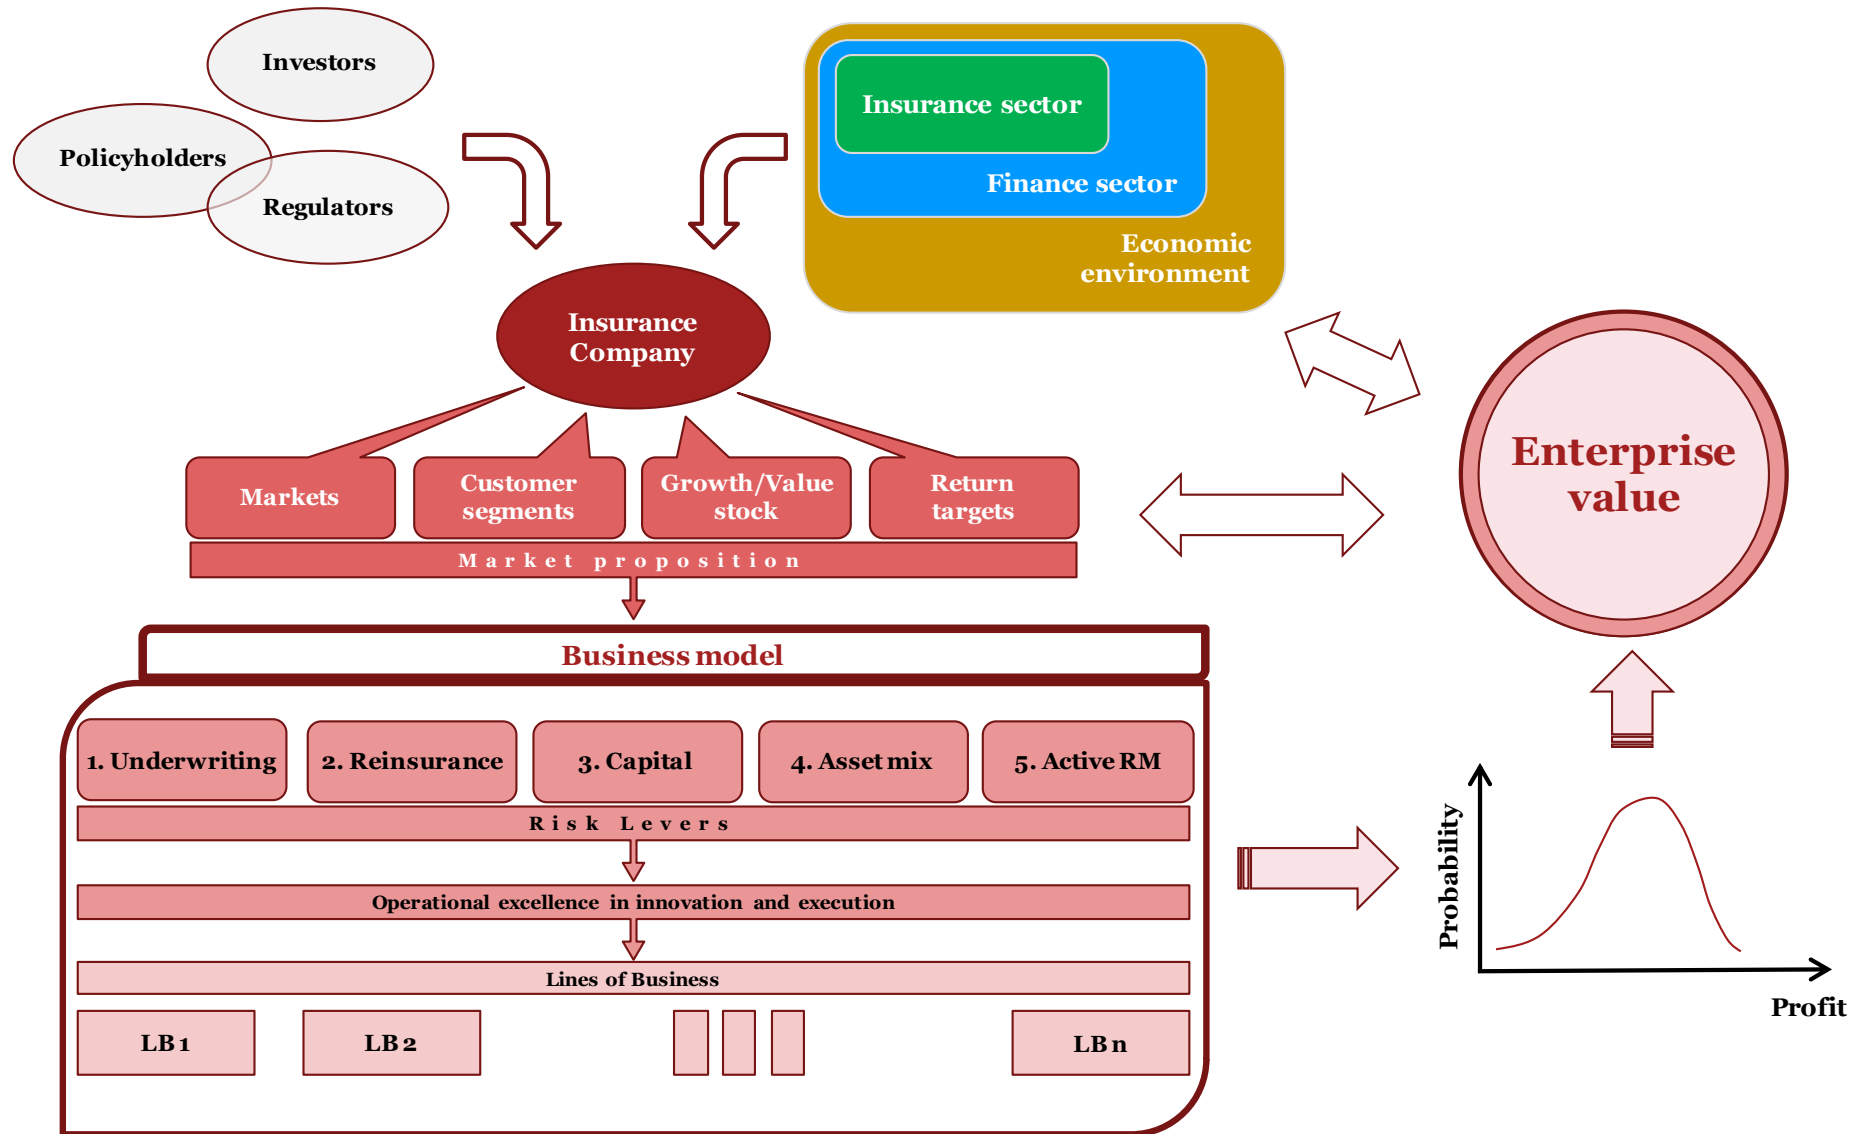 Investors
Policyholders
Regulators
Insurance sector
Finance sector
Economic
environment
Insurance
Company
Markets
Customer
segments
Growth/Value
stock
Return
targets
Market proposition
Enterprise
value
Business model
1. Underwriting
2. Reinsurance
3. Capital
4. Asset mix
5. Active RM
Risk Levers
Operational excellence in innovation and execution
Lines of Business
LB 1
LB 2
LB n
Probability
Profit